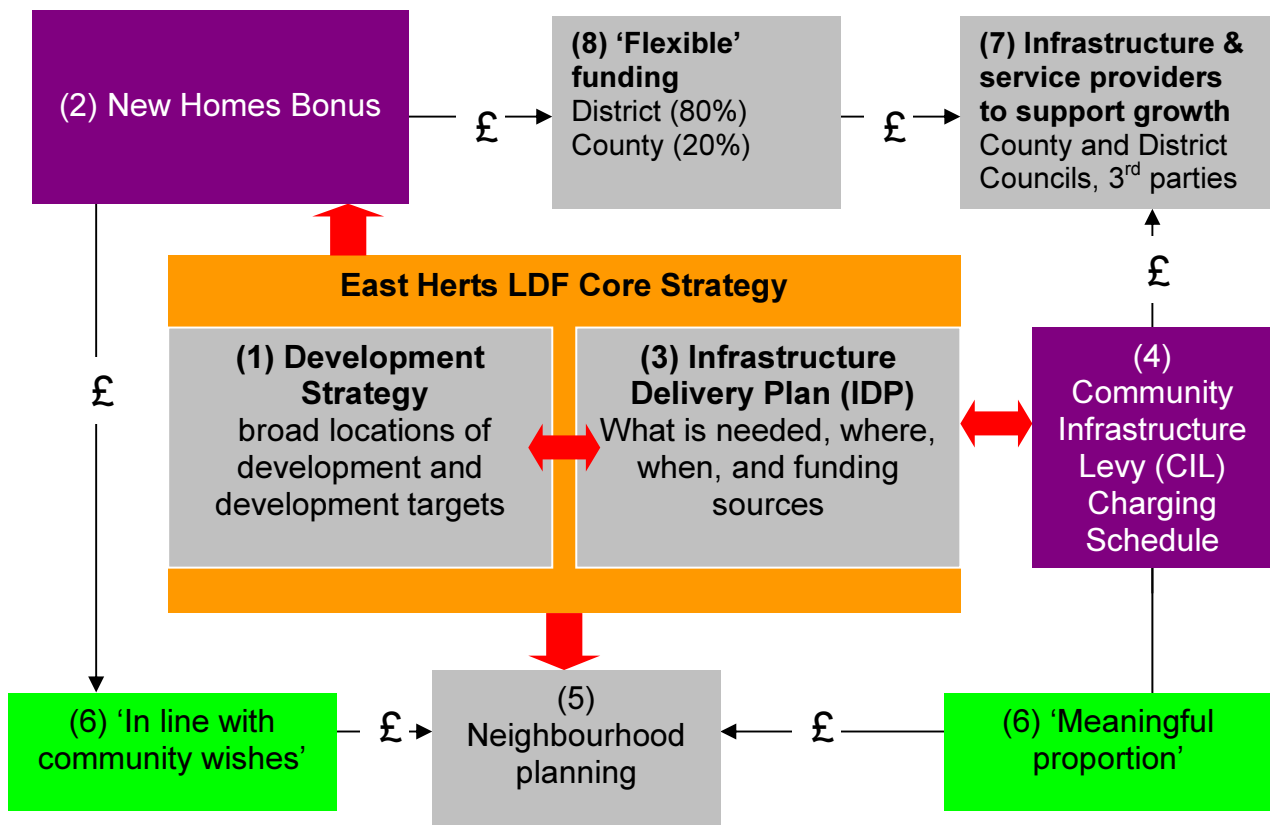 (2) New Homes Bonus
£
(8) ‘Flexible’
funding
District (80%)
County (20%)
£
(7) Infrastructure &
service providers
to support growth
County and District
Councils, 3rd parties
£
£
East Herts LDF Core Strategy
(1) Development
Strategy
broad locations of
development and
development targets
(3) Infrastructure
Delivery Plan (IDP)
What is needed, where,
when, and funding
sources
(4)
Community
Infrastructure
Levy (CIL)
Charging
Schedule
(6) ‘In line with
community wishes’
£
(5)
Neighbourhood
planning
£
(6) ‘Meaningful
proportion’